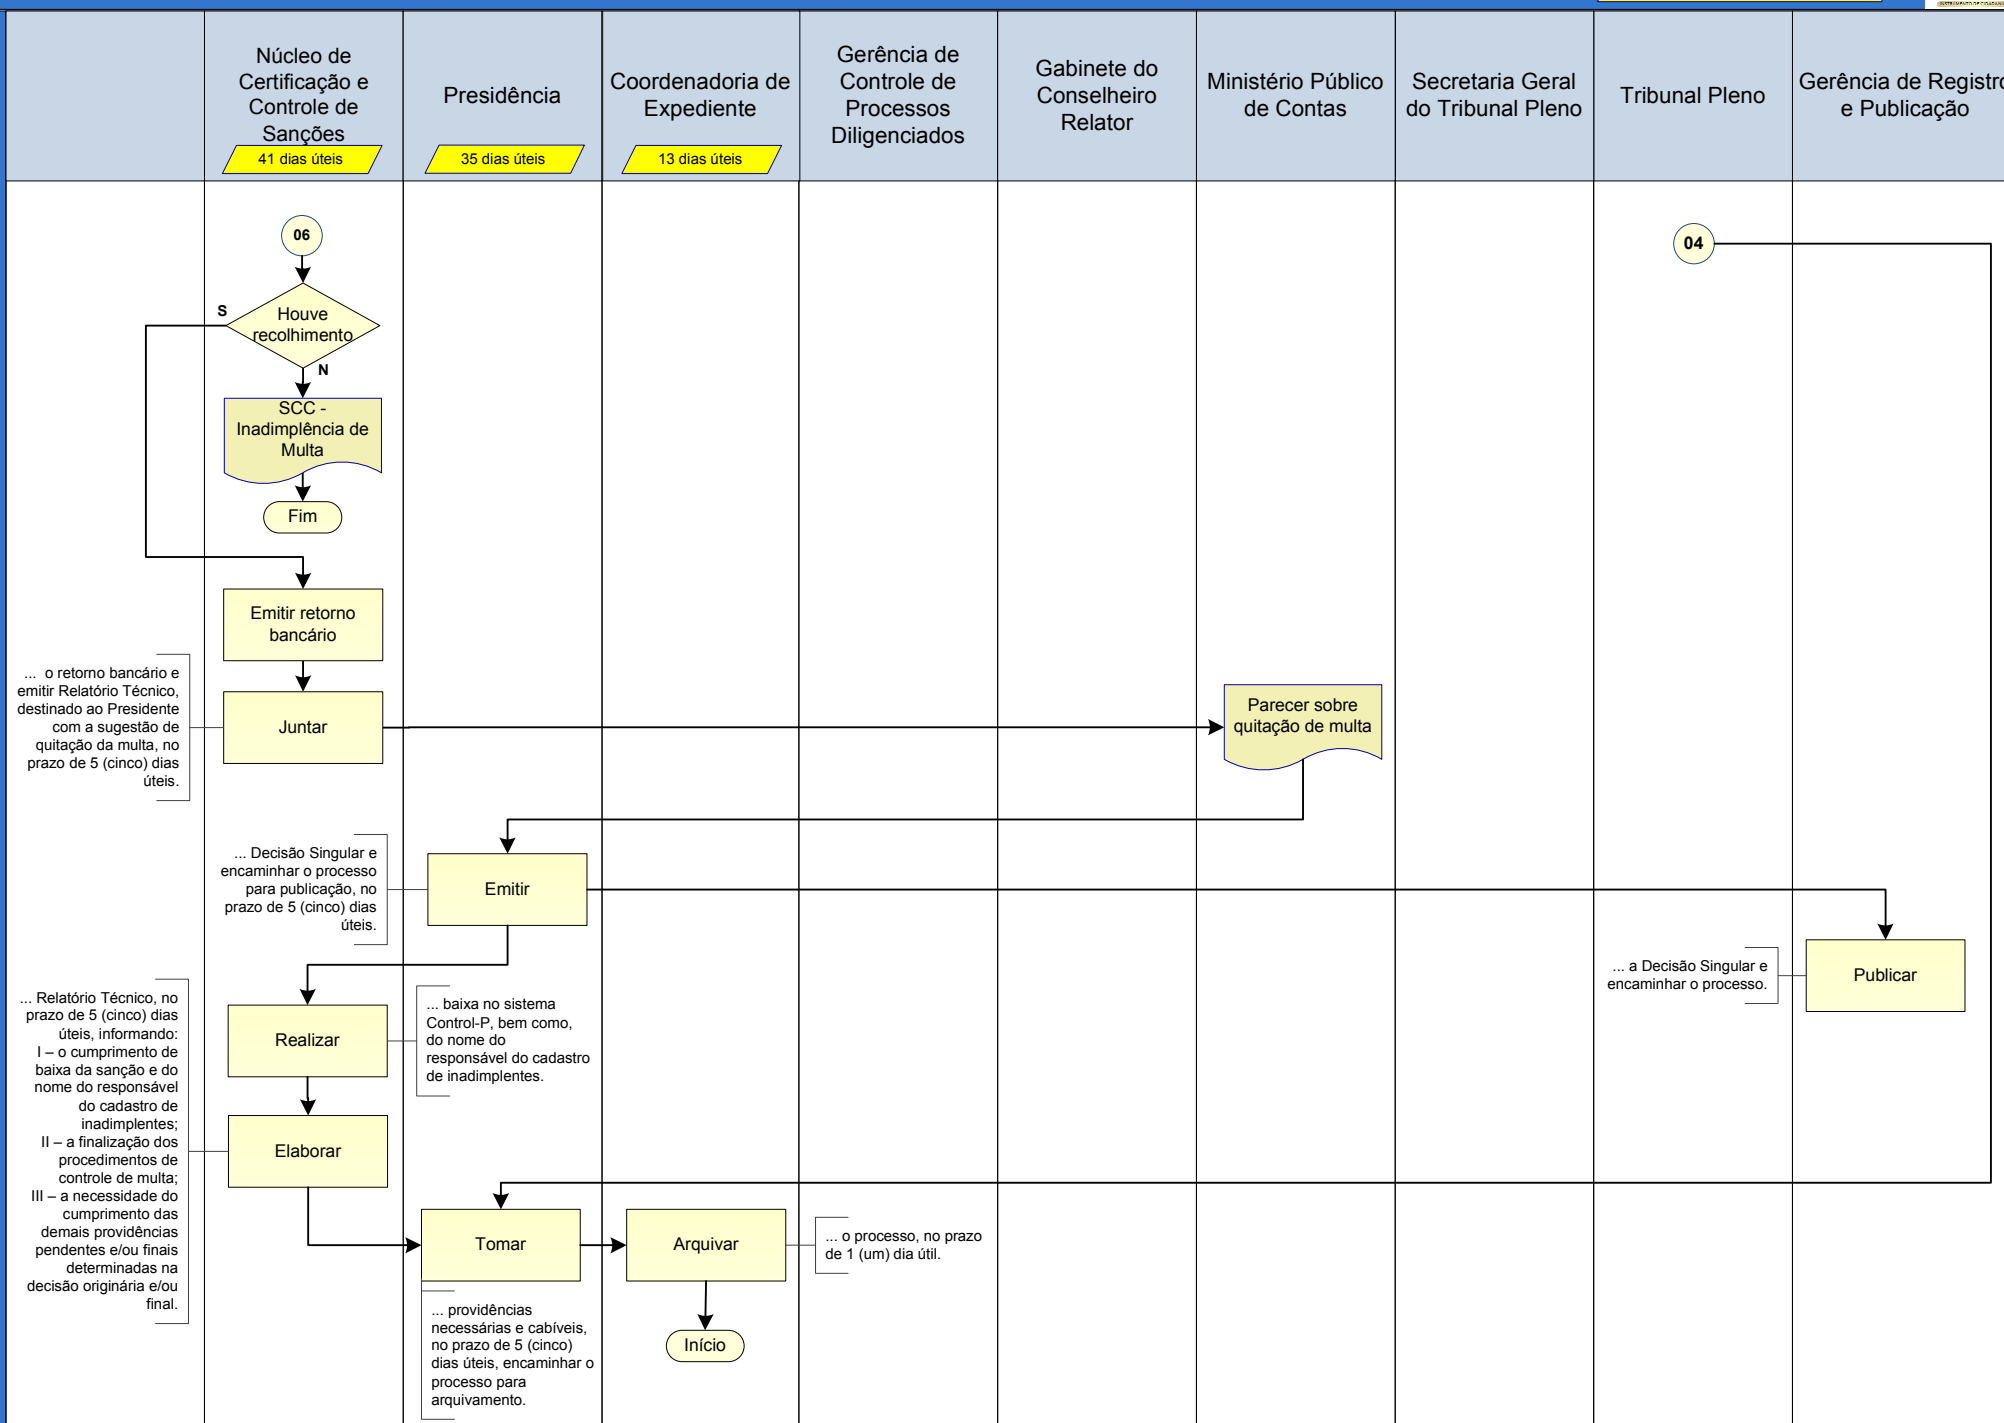 Núcleo de
Certificação e
Controle de
Sanções
41 dias úteis
Presidência
35 dias úteis
Coordenadoria de
Expediente
13 dias úteis
Gerência de
Controle de
Processos
Diligenciados
Gabinete do
Conselheiro
Relator
Ministério Público
de Contas
Secretaria Geral
do Tribunal Pleno
Tribunal Pleno
Gerência de Registro
e Publicação
06
04
S
Houve
recolhimento
N
SCC -
Inadimplência de
Multa
Fim
Emitir retorno
bancário
... o retorno bancário e
emitir Relatório Técnico,
destinado ao Presidente
com a sugestão de
quitação da multa, no
prazo de 5 (cinco) dias
úteis.
Juntar
Parecer sobre
quitação de multa
... Decisão Singular e
encaminhar o processo
para publicação, no
prazo de 5 (cinco) dias
úteis.
Emitir
... a Decisão Singular e
encaminhar o processo.
Publicar
... Relatório Técnico, no
prazo de 5 (cinco) dias
úteis, informando:
I – o cumprimento de
baixa da sanção e do
nome do responsável
do cadastro de
inadimplentes;
II – a finalização dos
procedimentos de
controle de multa;
III – a necessidade do
cumprimento das
demais providências
pendentes e/ou finais
determinadas na
decisão originária e/ou
final.
Realizar
... baixa no sistema
Control-P, bem como,
do nome do
responsável do cadastro
de inadimplentes.
Elaborar
Tomar
... providências
necessárias e cabíveis,
no prazo de 5 (cinco)
dias úteis, encaminhar o
processo para
arquivamento.
Arquivar
... o processo, no prazo
de 1 (um) dia útil.
Início